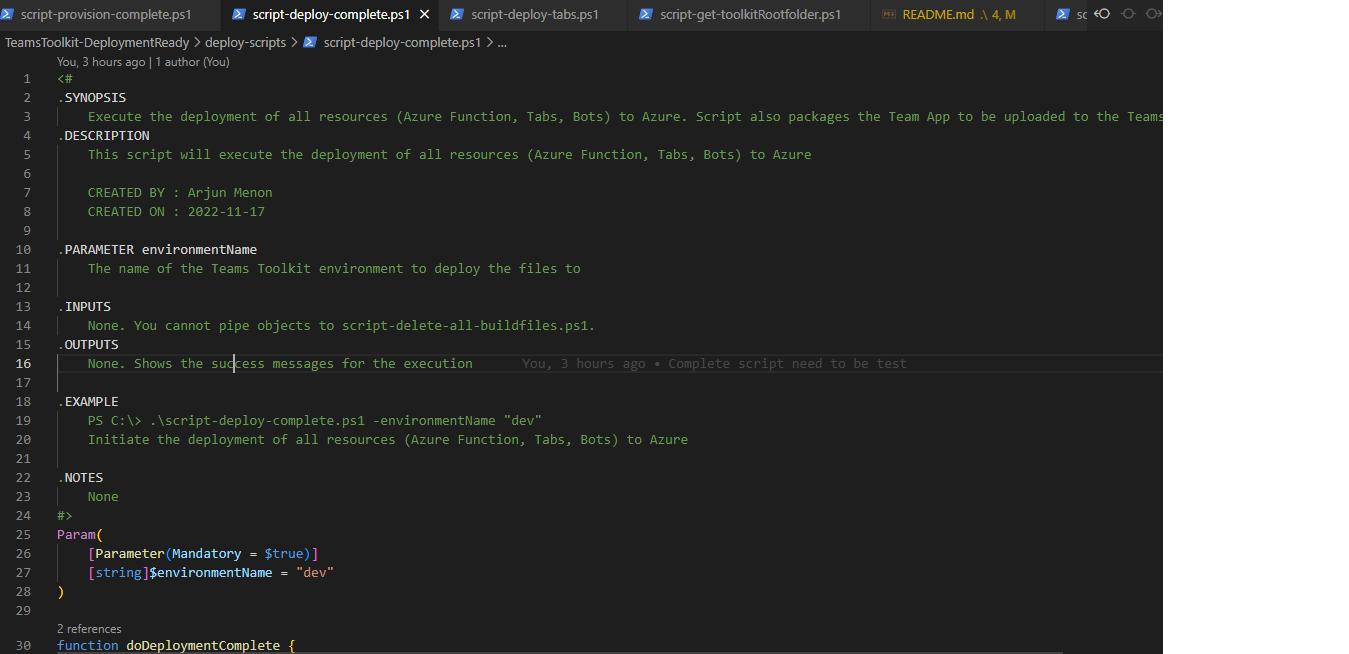 script-provision-complete.ps1 script-deploy-complete.ps1 script-deploy-tabs.ps1 script-get-toolkitRootfolder.ps1 README.md .\ 4, M sc
TeamsToolkit-DeploymentReady > deploy-scripts > script-deploy-complete.ps1 > ...
You, 3 hours ago | 1 author (You)
1 <#
2 .SYNOPSIS
3 Execute the deployment of all resources (Azure Function, Tabs, Bots) to Azure. Script also packages the Team App to be uploaded to the Teams
4 .DESCRIPTION
5 This script will execute the deployment of all resources (Azure Function, Tabs, Bots) to Azure
6
7 CREATED BY : Arjun Menon
8 CREATED ON : 2022-11-17
9
10 .PARAMETER environmentName
11 The name of the Teams Toolkit environment to deploy the files to
12
13 .INPUTS
14 None. You cannot pipe objects to script-delete-all-buildfiles.ps1.
15 .OUTPUTS
16 None. Shows the success messages for the execution You, 3 hours ago • Complete script need to be test
17
18 .EXAMPLE
19 PS C:\> .\script-deploy-complete.ps1 -environmentName "dev"
20 Initiate the deployment of all resources (Azure Function, Tabs, Bots) to Azure
21
22 .NOTES
23 None
24 #>
25 Param(
26 [Parameter(Mandatory = $true)]
27 [string]$environmentName = "dev"
28 )
29
2 references
30 function doDeploymentComplete {